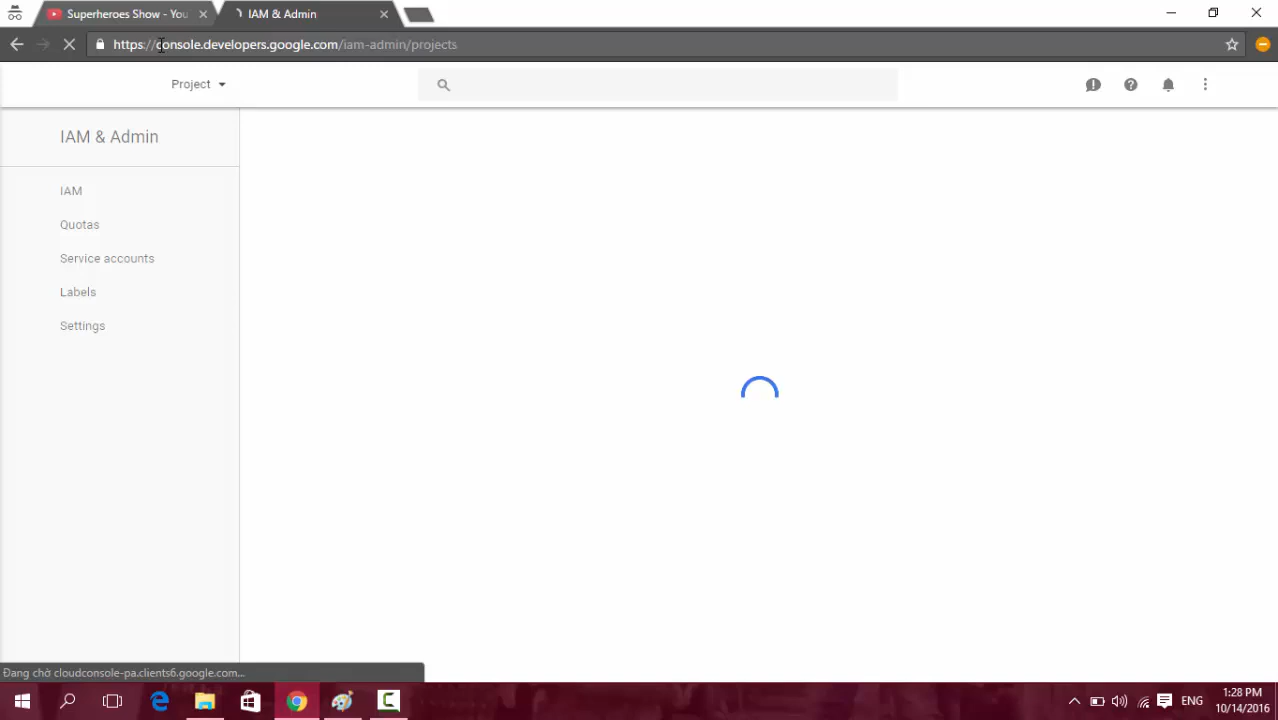 Superheroes Show - You
IAM & Admin
https://console.developers.google.com/iam-admin/projects
Project
IAM & Admin
IAM
Quotas
Service accounts
Labels
Settings
Đang chờ cloudconsole-pa.clients6.google.com...
ENG
1:28 PM
10/14/2016